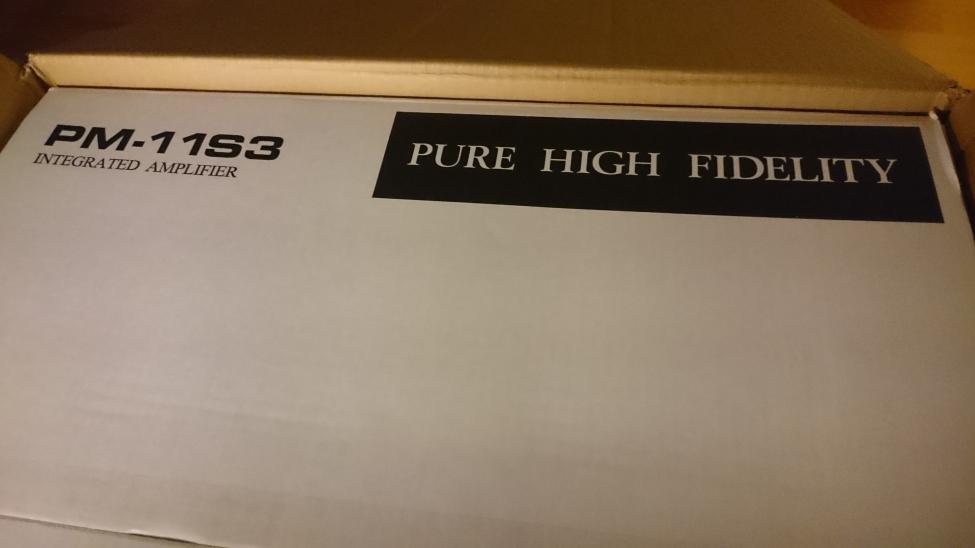 PM-11S3
INTEGRATED AMPLIFIER
PURE HIGH FIDELITY